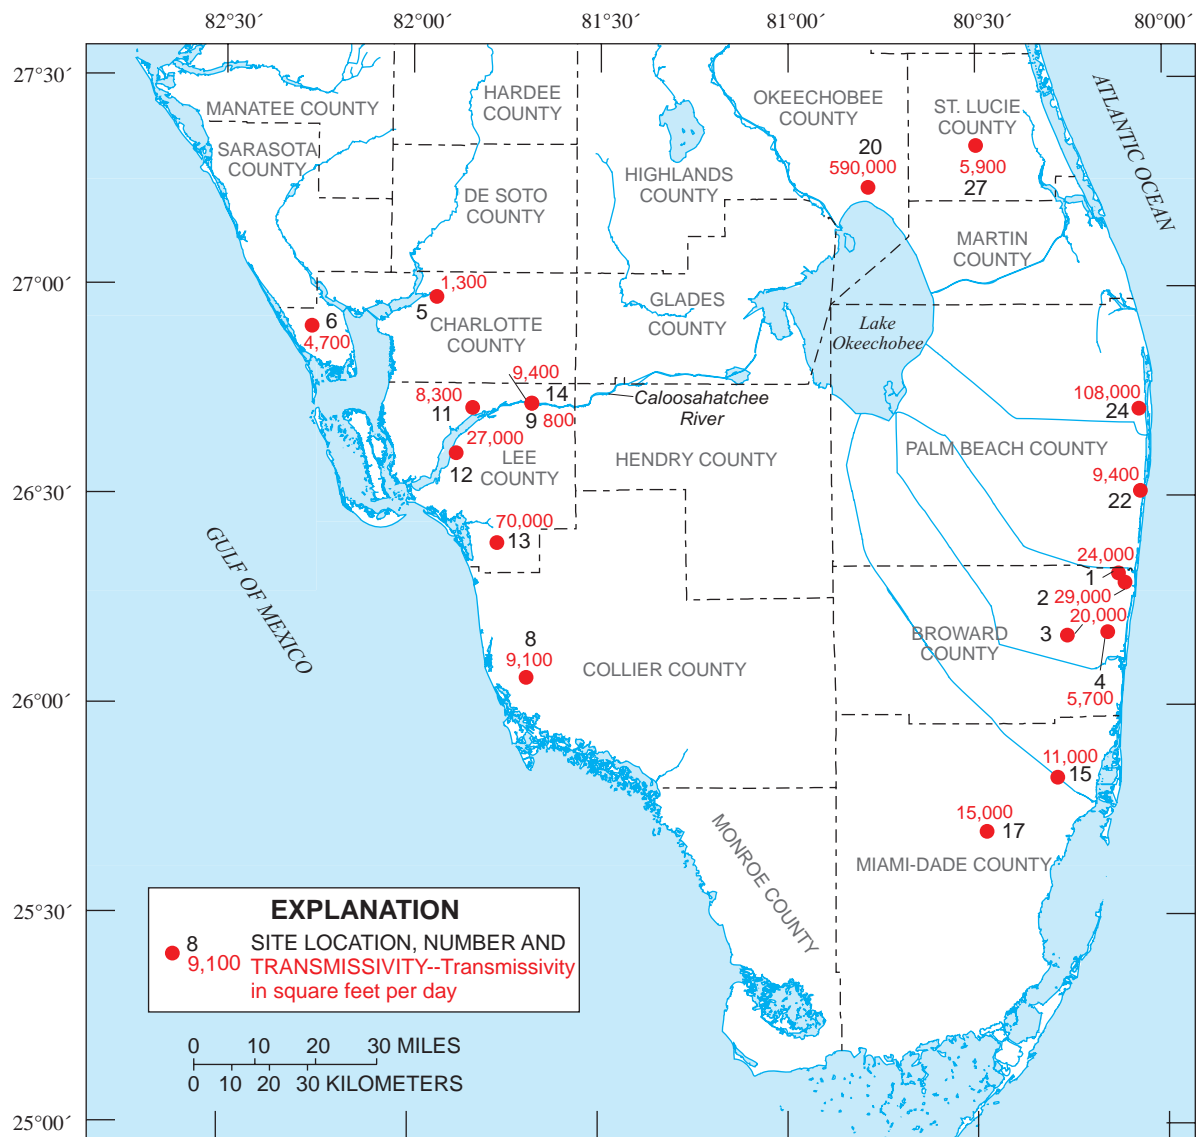 82°30′ 82°00′ 81°30′ 81°00′ 80°30′ 80°00′
27°30′
27°00′
26°30′
26°00′
25°30′
25°00′
MANATEE COUNTY
HARDEE
COUNTY
OKEECHOBEE
COUNTY
ST. LUCIE
COUNTY
ATLANTIC OCEAN
SARASOTA
COUNTY
20
590,000
5,900
27
HIGHLANDS
COUNTY
DE SOTO
COUNTY
MARTIN
COUNTY
1,300
5
6
4,700
CHARLOTTE
COUNTY
GLADES
COUNTY
Lake
Okeechobee
9,400
14
8,300
11
9
800
Caloosahatchee
River
108,000
24
27,000
12
LEE
COUNTY
HENDRY COUNTY
PALM BEACH COUNTY
9,400
22
70,000
13
GULF OF MEXICO
24,000
1
2
29,000
20,000
3
BROWARD
COUNTY
4
5,700
8
9,100
COLLIER COUNTY
11,000
15
15,000
17
MIAMI-DADE COUNTY
MONROE COUNTY
EXPLANATION
8
9,100
SITE LOCATION, NUMBER AND
TRANSMISSIVITY--Transmissivity
in square feet per day
0 10 20 30 MILES
0 10 20 30 KILOMETERS